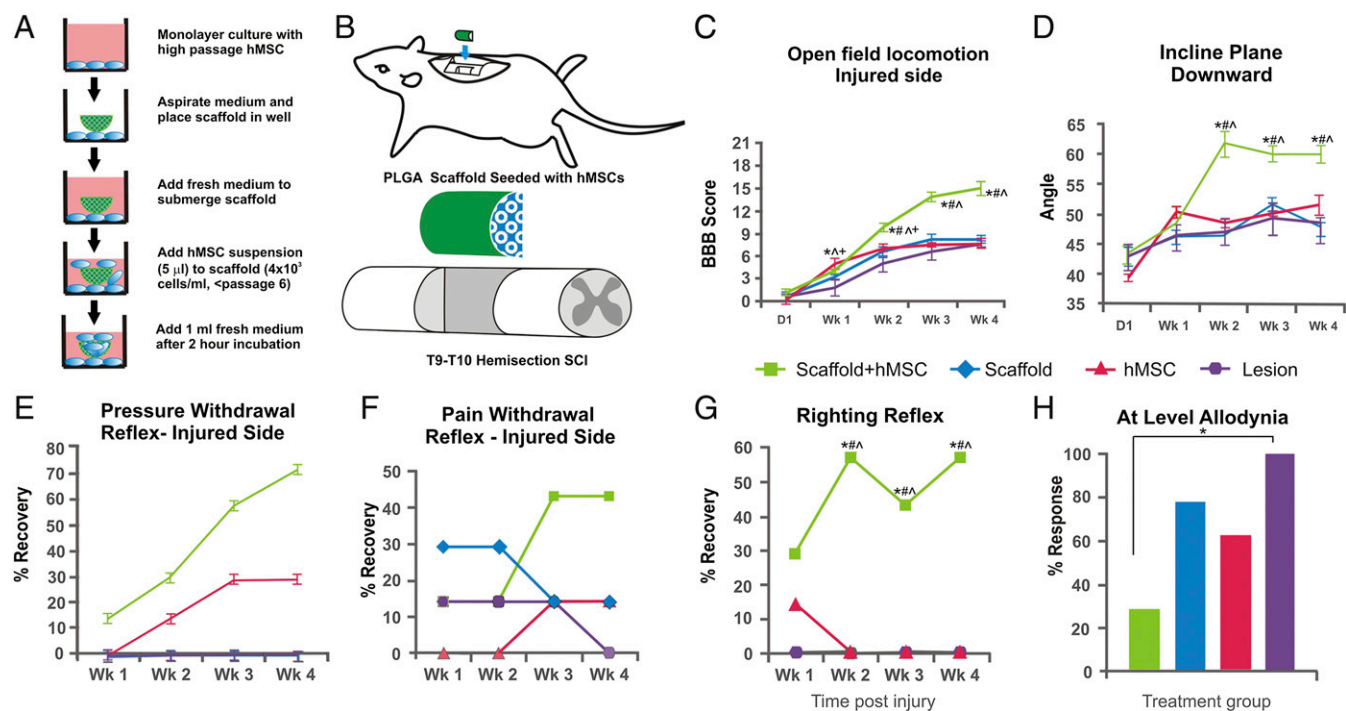 A
Monolayer culture with
high passage hMSC
Aspirate medium and
place scaffold in well
Add fresh medium to
submerge scaffold
Add hMSC suspension
(5 µl) to scaffold (4x10³
cells/ml, <passage 6)
Add 1 ml fresh medium
after 2 hour incubation
B
PLGA Scaffold Seeded with hMSCs
T9-T10 Hemisection SCI
C
Open field locomotion
Injured side
BBB Score
21
18
15
12
9
6
3
0
*^+
*#^+
*#^
*#^
D1
Wk 1
Wk 2
Wk 3
Wk 4
D
Incline Plane
Downward
Angle
65
60
55
50
45
40
35
*#^
*#^
*#^
D1
Wk 1
Wk 2
Wk 3
Wk 4
Scaffold+hMSC
Scaffold
hMSC
Lesion
E
Pressure Withdrawal
Reflex- Injured Side
% Recovery
80
70
60
50
40
30
20
10
0
Wk 1
Wk 2
Wk 3
Wk 4
F
Pain Withdrawal
Reflex - Injured Side
% Recovery
50
40
30
20
10
0
Wk 1
Wk 2
Wk 3
Wk 4
G
Righting Reflex
% Recovery
60
50
40
30
20
10
0
*#^
*#^
*#^
Wk 1
Wk 2
Wk 3
Wk 4
Time post injury
H
At Level Allodynia
*
% Response
100
80
60
40
20
0
Treatment group